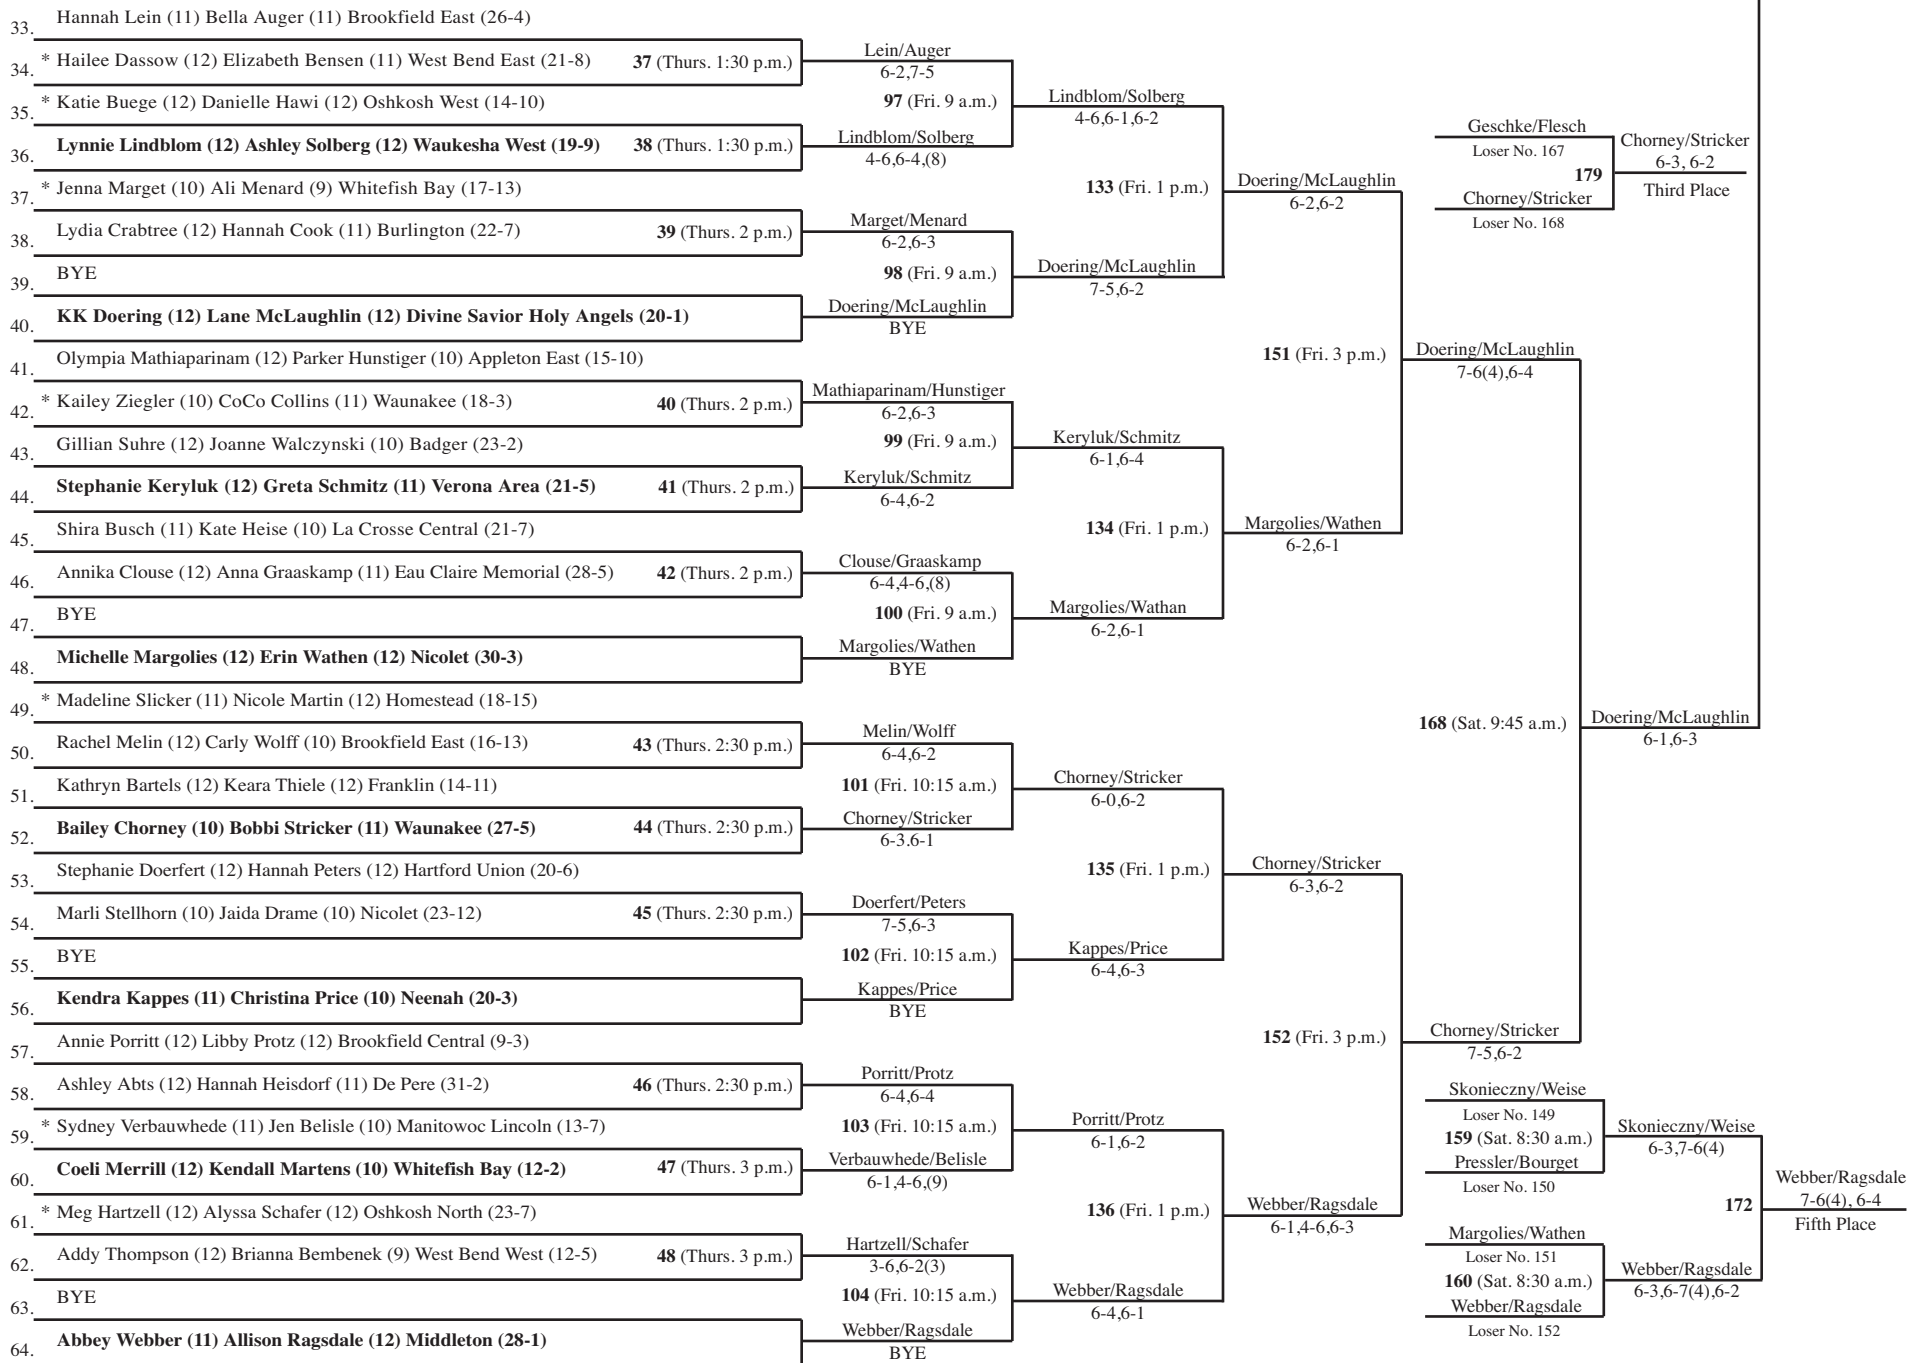 33. Hannah Lein (11) Bella Auger (11) Brookfield East (26-4)
34. * Hailee Dassow (12) Elizabeth Bensen (11) West Bend East (21-8) 37 (Thurs. 1:30 p.m.)
35. * Katie Buege (12) Danielle Hawi (12) Oshkosh West (14-10)
36. Lynnie Lindblom (12) Ashley Solberg (12) Waukesha West (19-9) 38 (Thurs. 1:30 p.m.)
37. * Jenna Marget (10) Ali Menard (9) Whitefish Bay (17-13)
38. Lydia Crabtree (12) Hannah Cook (11) Burlington (22-7) 39 (Thurs. 2 p.m.)
39. BYE
40. KK Doering (12) Lane McLaughlin (12) Divine Savior Holy Angels (20-1)
41. Olympia Mathiaparinam (12) Parker Hunstiger (10) Appleton East (15-10)
42. * Kailey Ziegler (10) CoCo Collins (11) Waunakee (18-3) 40 (Thurs. 2 p.m.)
43. Gillian Suhre (12) Joanne Walczynski (10) Badger (23-2)
44. Stephanie Keryluk (12) Greta Schmitz (11) Verona Area (21-5) 41 (Thurs. 2 p.m.)
45. Shira Busch (11) Kate Heise (10) La Crosse Central (21-7)
46. Annika Clouse (12) Anna Graaskamp (11) Eau Claire Memorial (28-5) 42 (Thurs. 2 p.m.)
47. BYE
48. Michelle Margolies (12) Erin Wathen (12) Nicolet (30-3)
49. * Madeline Slicker (11) Nicole Martin (12) Homestead (18-15)
50. Rachel Melin (12) Carly Wolff (10) Brookfield East (16-13) 43 (Thurs. 2:30 p.m.)
51. Kathryn Bartels (12) Keara Thiele (12) Franklin (14-11)
52. Bailey Chorney (10) Bobbi Stricker (11) Waunakee (27-5) 44 (Thurs. 2:30 p.m.)
53. Stephanie Doerfert (12) Hannah Peters (12) Hartford Union (20-6)
54. Marli Stellhorn (10) Jaida Drame (10) Nicolet (23-12) 45 (Thurs. 2:30 p.m.)
55. BYE
56. Kendra Kappes (11) Christina Price (10) Neenah (20-3)
57. Annie Porritt (12) Libby Protz (12) Brookfield Central (9-3)
58. Ashley Abts (12) Hannah Heisdorf (11) De Pere (31-2) 46 (Thurs. 2:30 p.m.)
59. * Sydney Verbauwhede (11) Jen Belisle (10) Manitowoc Lincoln (13-7)
60. Coeli Merrill (12) Kendall Martens (10) Whitefish Bay (12-2) 47 (Thurs. 3 p.m.)
61. * Meg Hartzell (12) Alyssa Schafer (12) Oshkosh North (23-7)
62. Addy Thompson (12) Brianna Bembenek (9) West Bend West (12-5) 48 (Thurs. 3 p.m.)
63. BYE
64. Abbey Webber (11) Allison Ragsdale (12) Middleton (28-1)
Lein/Auger
6-2,7-5
97 (Fri. 9 a.m.)
Lindblom/Solberg
4-6,6-4,(8)
Marget/Menard
6-2,6-3
98 (Fri. 9 a.m.)
Doering/McLaughlin
BYE
Mathiaparinam/Hunstiger
6-2,6-3
99 (Fri. 9 a.m.)
Keryluk/Schmitz
6-4,6-2
Clouse/Graaskamp
6-4,4-6,(8)
100 (Fri. 9 a.m.)
Margolies/Wathen
BYE
Melin/Wolff
6-4,6-2
101 (Fri. 10:15 a.m.)
Chorney/Stricker
6-3.6-1
Doerfert/Peters
7-5,6-3
102 (Fri. 10:15 a.m.)
Kappes/Price
BYE
Porritt/Protz
6-4,6-4
103 (Fri. 10:15 a.m.)
Verbauwhede/Belisle
6-1,4-6,(9)
Hartzell/Schafer
3-6,6-2(3)
104 (Fri. 10:15 a.m.)
Webber/Ragsdale
BYE
Lindblom/Solberg
4-6,6-1,6-2
133 (Fri. 1 p.m.)
Doering/McLaughlin
7-5,6-2
Keryluk/Schmitz
6-1,6-4
134 (Fri. 1 p.m.)
Margolies/Wathan
6-2,6-1
Chorney/Stricker
6-0,6-2
135 (Fri. 1 p.m.)
Kappes/Price
6-4,6-3
Porritt/Protz
6-1,6-2
136 (Fri. 1 p.m.)
Webber/Ragsdale
6-4,6-1
Doering/McLaughlin
6-2,6-2
151 (Fri. 3 p.m.)
Margolies/Wathen
6-2,6-1
Chorney/Stricker
6-3,6-2
152 (Fri. 3 p.m.)
Webber/Ragsdale
6-1,4-6,6-3
Doering/McLaughlin
7-6(4),6-4
168 (Sat. 9:45 a.m.)
Chorney/Stricker
7-5,6-2
Doering/McLaughlin
6-1,6-3
Geschke/Flesch
Loser No. 167
179
Chorney/Stricker
Loser No. 168
Chorney/Stricker
6-3, 6-2
Third Place
Skonieczny/Weise
Loser No. 149
159 (Sat. 8:30 a.m.)
Pressler/Bourget
Loser No. 150
Skonieczny/Weise
6-3,7-6(4)
172
Margolies/Wathen
Loser No. 151
160 (Sat. 8:30 a.m.)
Webber/Ragsdale
Loser No. 152
Webber/Ragsdale
6-3,6-7(4),6-2
Webber/Ragsdale
7-6(4), 6-4
Fifth Place